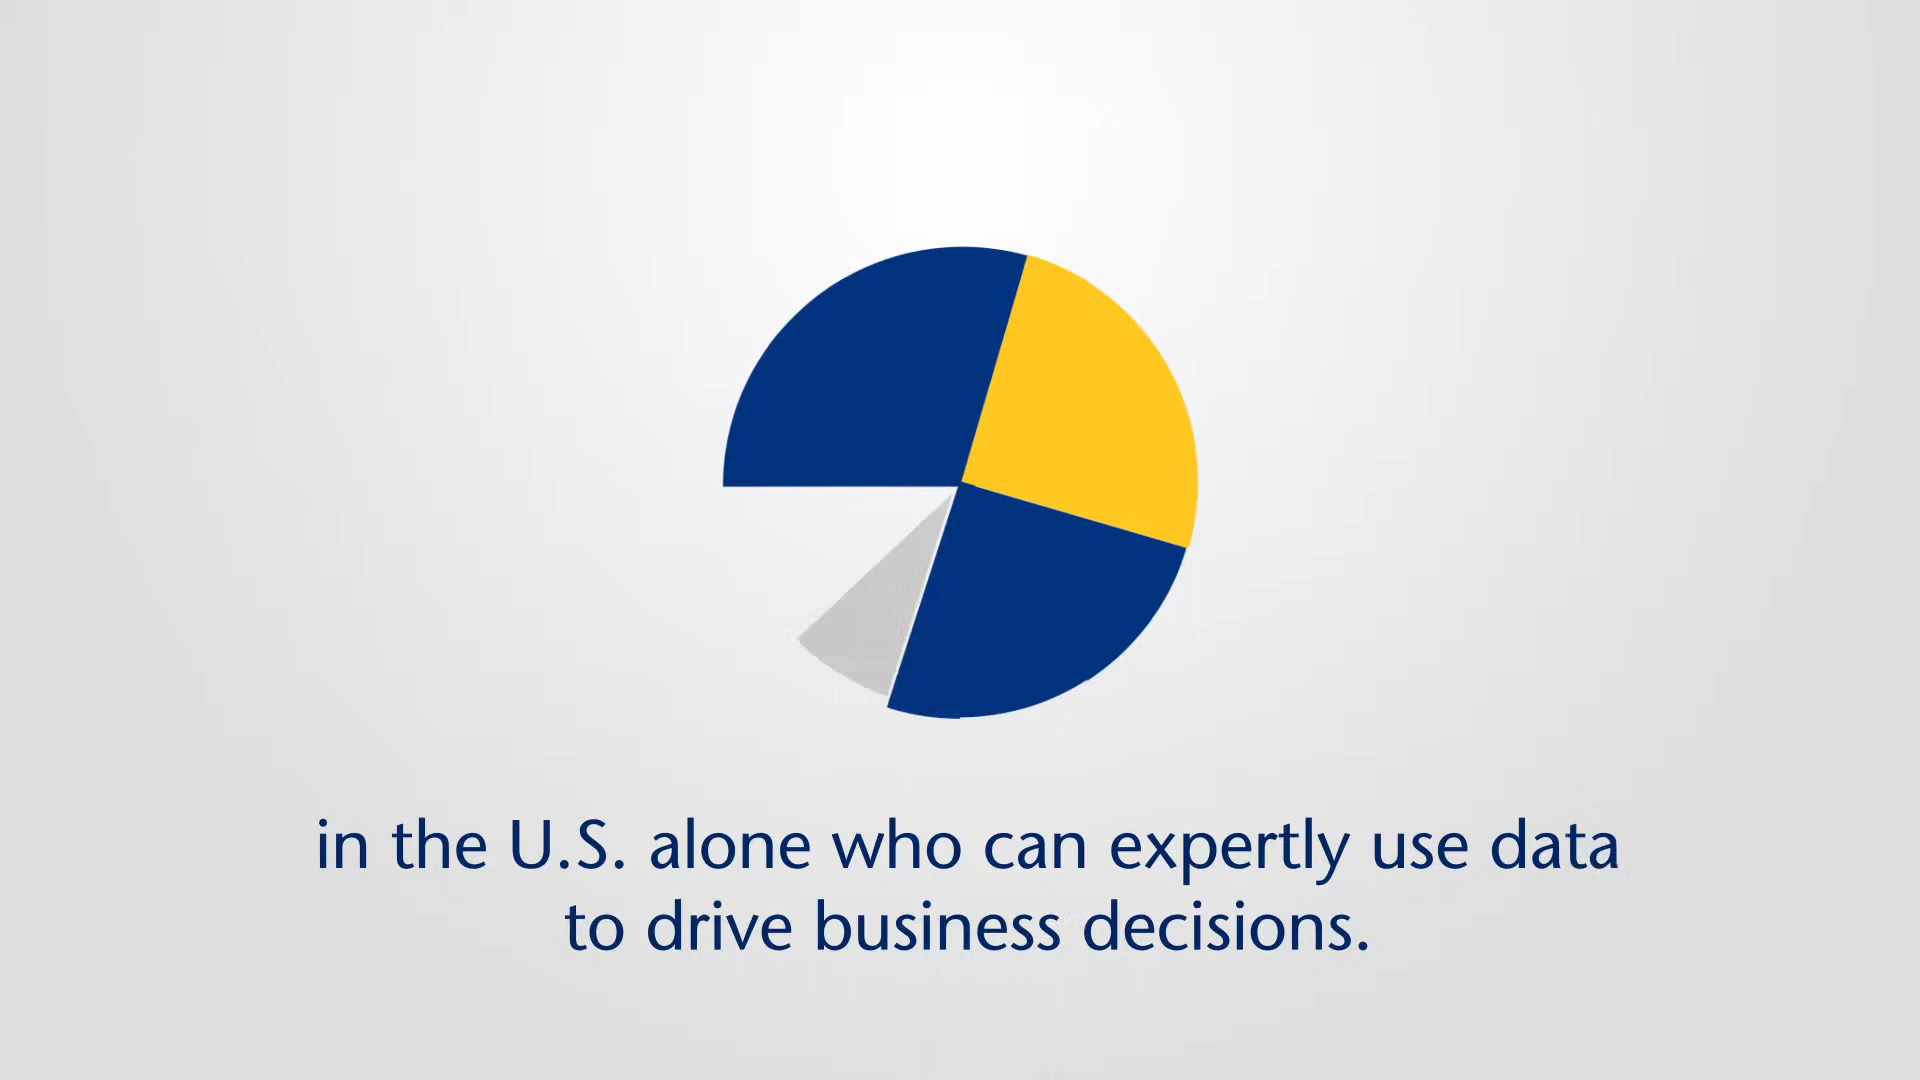 in the U.S. alone who can expertly use data
to drive business decisions.